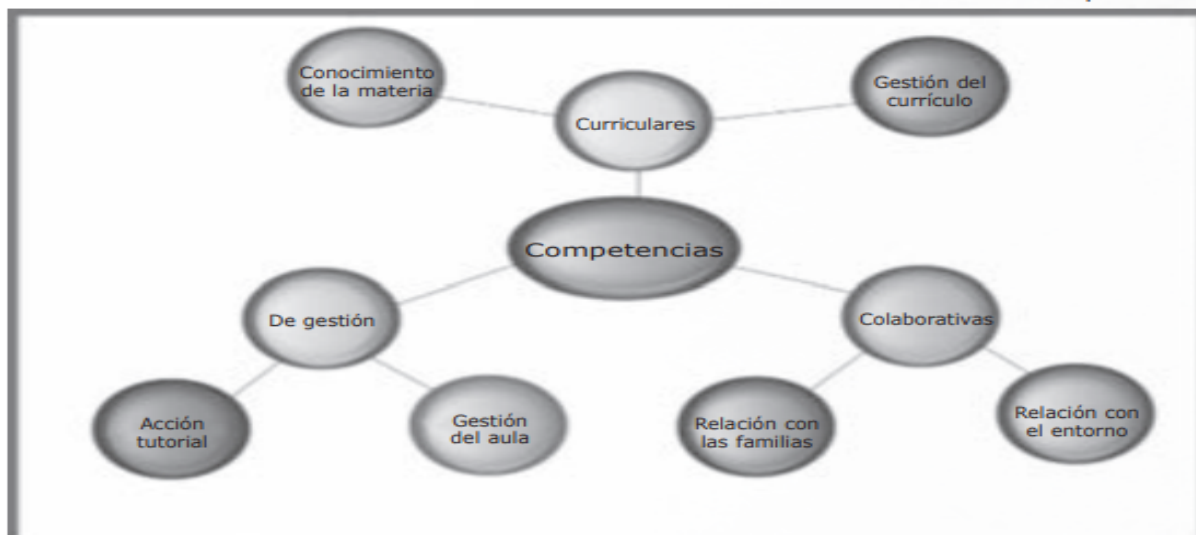 Conocimiento
de la materia
Curriculares
Gestión del
currículo
Competencias
De gestión
Colaborativas
Acción
tutorial
Gestión
del aula
Relación con
las familias
Relación con
el entorno